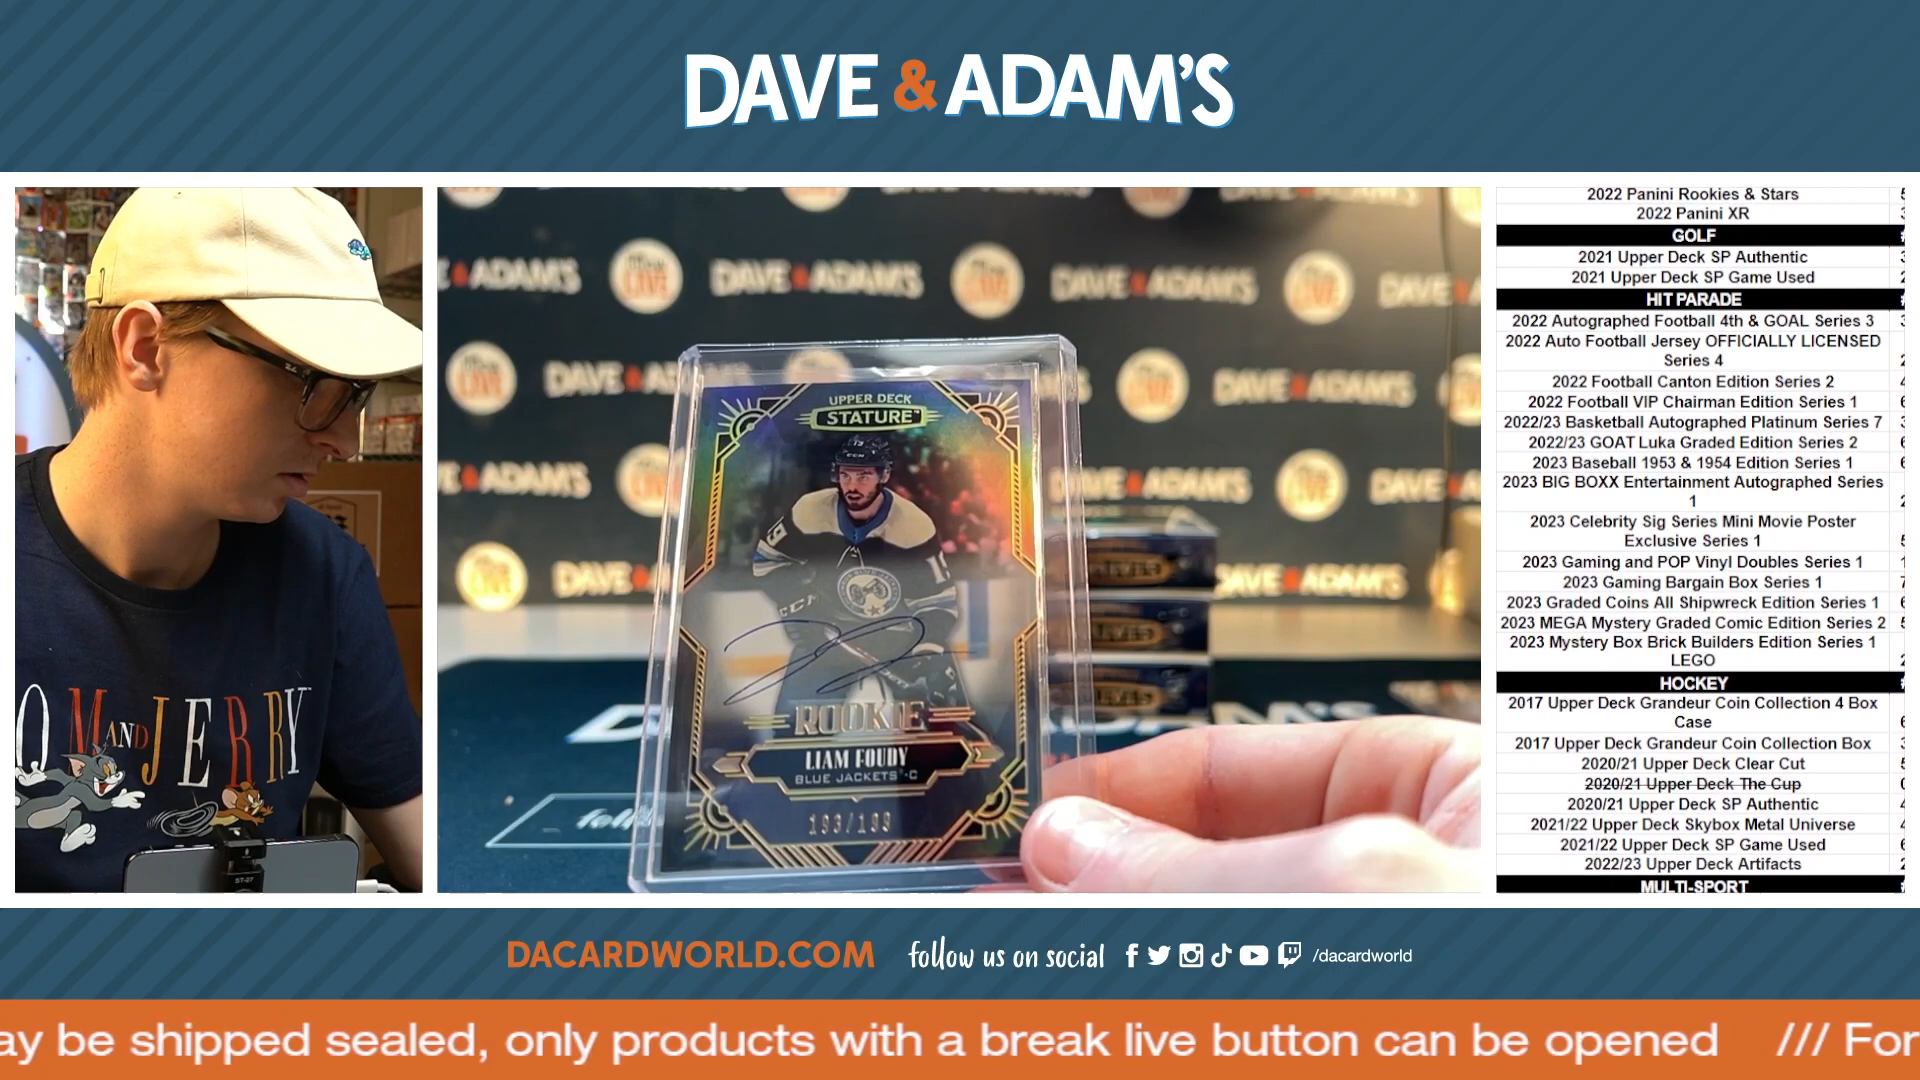 DAVE & ADAM'S
OM AND JERRY
ST-27
DAVE & ADAM'S
UPPER DECK
STATURE™
CCM
19
ROOKIE
LIAM FOUDY
BLUE JACKETS®-C
193/199
2022 Panini Rookies & Stars
2022 Panini XR
GOLF
2021 Upper Deck SP Authentic
2021 Upper Deck SP Game Used
HIT PARADE
2022 Autographed Football 4th & GOAL Series 3
2022 Auto Football Jersey OFFICIALLY LICENSED
Series 4
2022 Football Canton Edition Series 2
2022 Football VIP Chairman Edition Series 1
2022/23 Basketball Autographed Platinum Series 7
2022/23 GOAT Luka Graded Edition Series 2
2023 Baseball 1953 & 1954 Edition Series 1
2023 BIG BOXX Entertainment Autographed Series
1
2023 Celebrity Sig Series Mini Movie Poster
Exclusive Series 1
2023 Gaming and POP Vinyl Doubles Series 1
2023 Gaming Bargain Box Series 1
2023 Graded Coins All Shipwreck Edition Series 1
2023 MEGA Mystery Graded Comic Edition Series 2
2023 Mystery Box Brick Builders Edition Series 1
LEGO
HOCKEY
2017 Upper Deck Grandeur Coin Collection 4 Box
Case
2017 Upper Deck Grandeur Coin Collection Box
2020/21 Upper Deck Clear Cut
2020/21 Upper Deck The Cup
2020/21 Upper Deck SP Authentic
2021/22 Upper Deck Skybox Metal Universe
2021/22 Upper Deck SP Game Used
2022/23 Upper Deck Artifacts
MULTI-SPORT
DACARDWORLD.COM follow us on social /dacardworld
ay be shipped sealed, only products with a break live button can be opened /// For